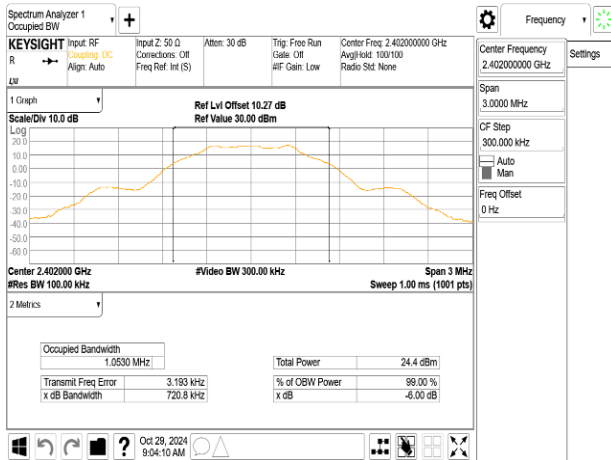 Spectrum Analyzer 1
Occupied BW
Frequency
KEYSIGHT
R
LXI
Input: RF
Coupling: DC
Align: Auto
Input Z: 50 Ω
Corrections: Off
Freq Ref: Int (S)
Atten: 30 dB
Trig: Free Run
Gate: Off
#IF Gain: Low
Center Freq: 2.402000000 GHz
Avg|Hold: 100/100
Radio Std: None
Center Frequency
2.402000000 GHz
Settings
Span
3.0000 MHz
CF Step
300.000 kHz
Auto
Man
Freq Offset
0 Hz
1 Graph
Scale/Div 10.0 dB
Ref Lvl Offset 10.27 dB
Ref Value 30.00 dBm
Log
20.0
10.0
0.00
-10.0
-20.0
-30.0
-40.0
-50.0
-60.0
Center 2.402000 GHz
#Res BW 100.00 kHz
#Video BW 300.00 kHz
Span 3 MHz
Sweep 1.00 ms (1001 pts)
2 Metrics
Occupied Bandwidth
1.0530 MHz
Total Power 24.4 dBm
Transmit Freq Error 3.193 kHz
% of OBW Power 99.00 %
x dB Bandwidth 720.8 kHz
x dB -6.00 dB
?
Oct 29, 2024
9:04:10 AM